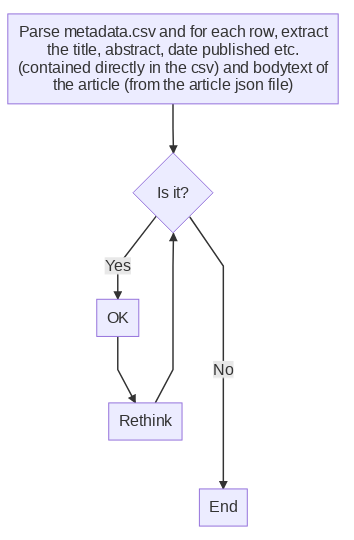 Parse metadata.csv and for each row, extract
the title, abstract, date published etc.
(contained directly in the csv) and bodytext of
the article (from the article json file)
Is it?
Yes
OK
No
Rethink
End